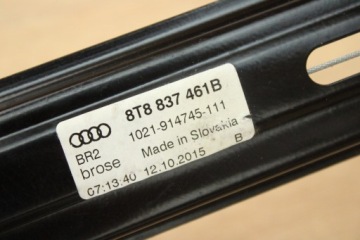 8T8 837 461B
1021-914745-111
BR2 Made in Slovakia
brose 12.10.2015 B
07:13:40